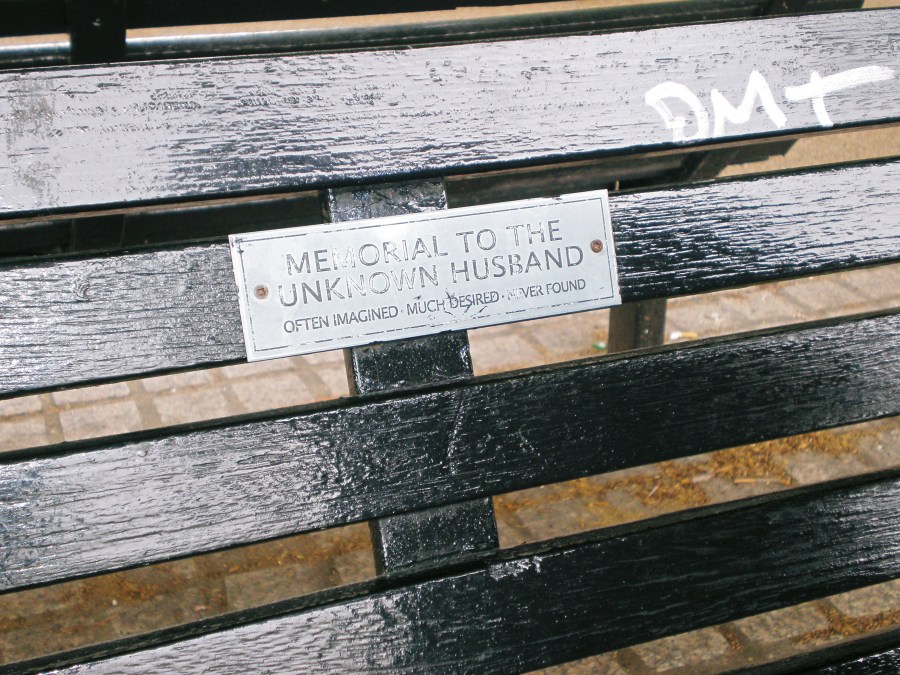 DMT
MEMORIAL TO THE
UNKNOWN HUSBAND
OFTEN IMAGINED · MUCH DESIRED · NEVER FOUND